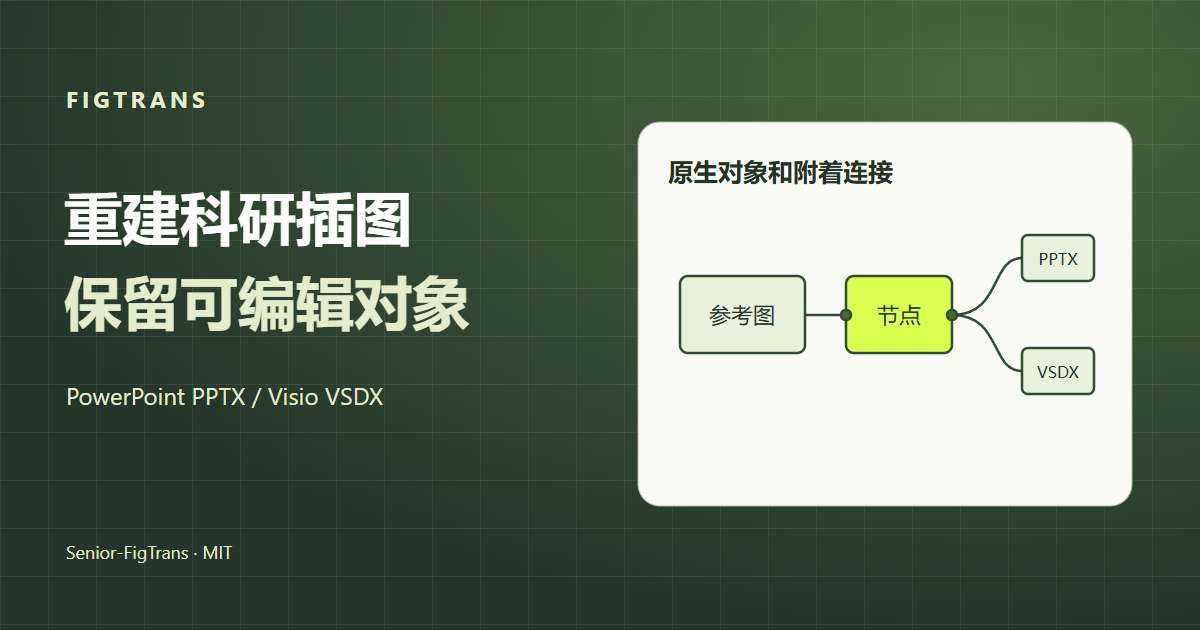 FIGTRANS
重建科研插图
保留可编辑对象
PowerPoint PPTX / Visio VSDX
Senior-FigTrans · MIT
原生对象和附着连接
参考图
节点
PPTX
VSDX